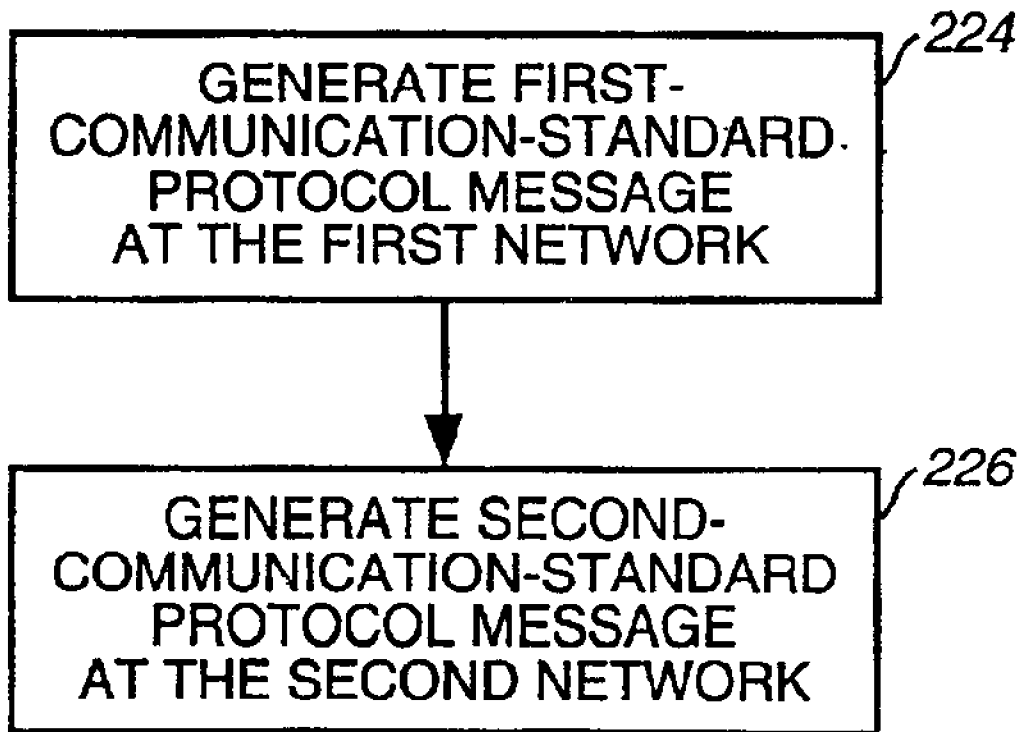 224
GENERATE FIRST-
COMMUNICATION-STANDARD
PROTOCOL MESSAGE
AT THE FIRST NETWORK
226
GENERATE SECOND-
COMMUNICATION-STANDARD
PROTOCOL MESSAGE
AT THE SECOND NETWORK